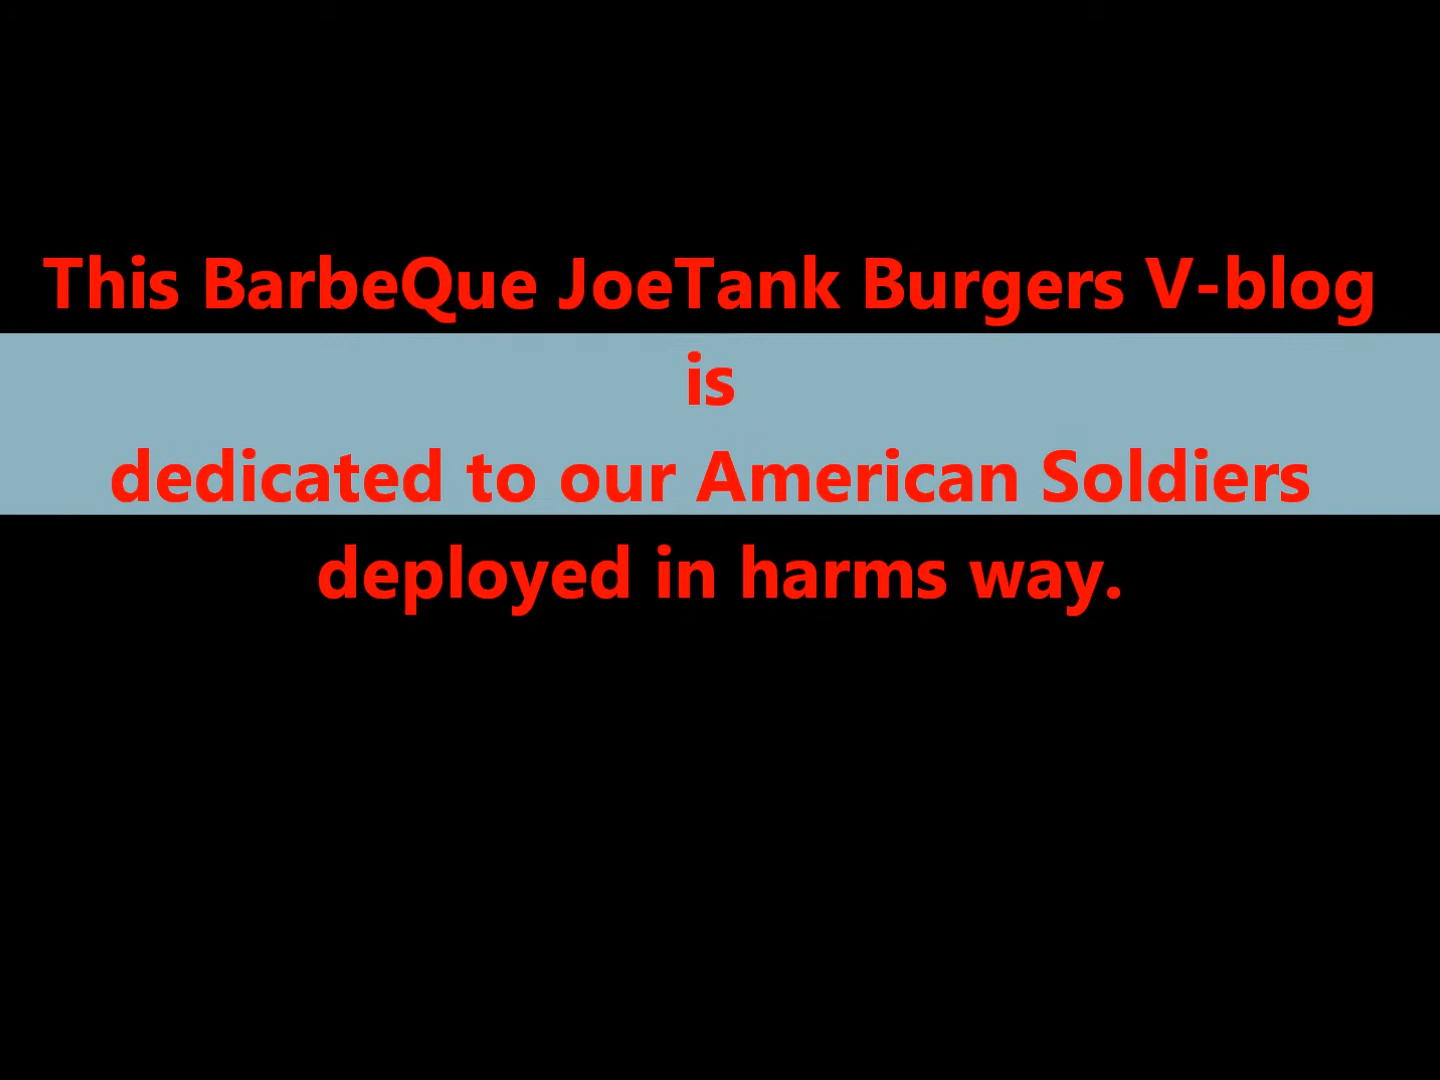 This BarbeQue JoeTank Burgers V-blog
is
dedicated to our American Soldiers
deployed in harms way.